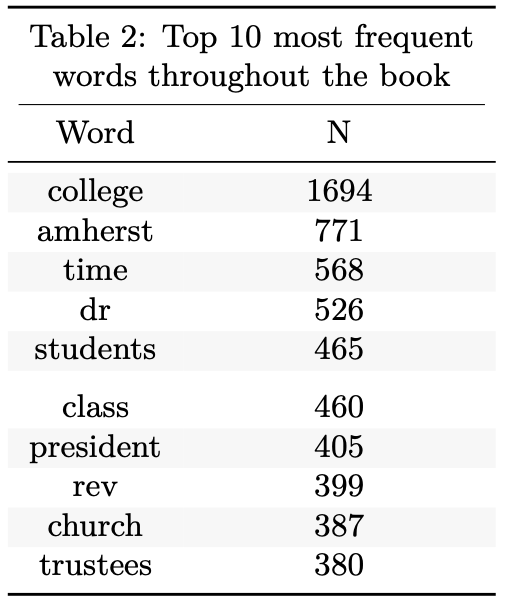 Table 2: Top 10 most frequent
words throughout the book
Word N
college 1694
amherst 771
time 568
dr 526
students 465
class 460
president 405
rev 399
church 387
trustees 380